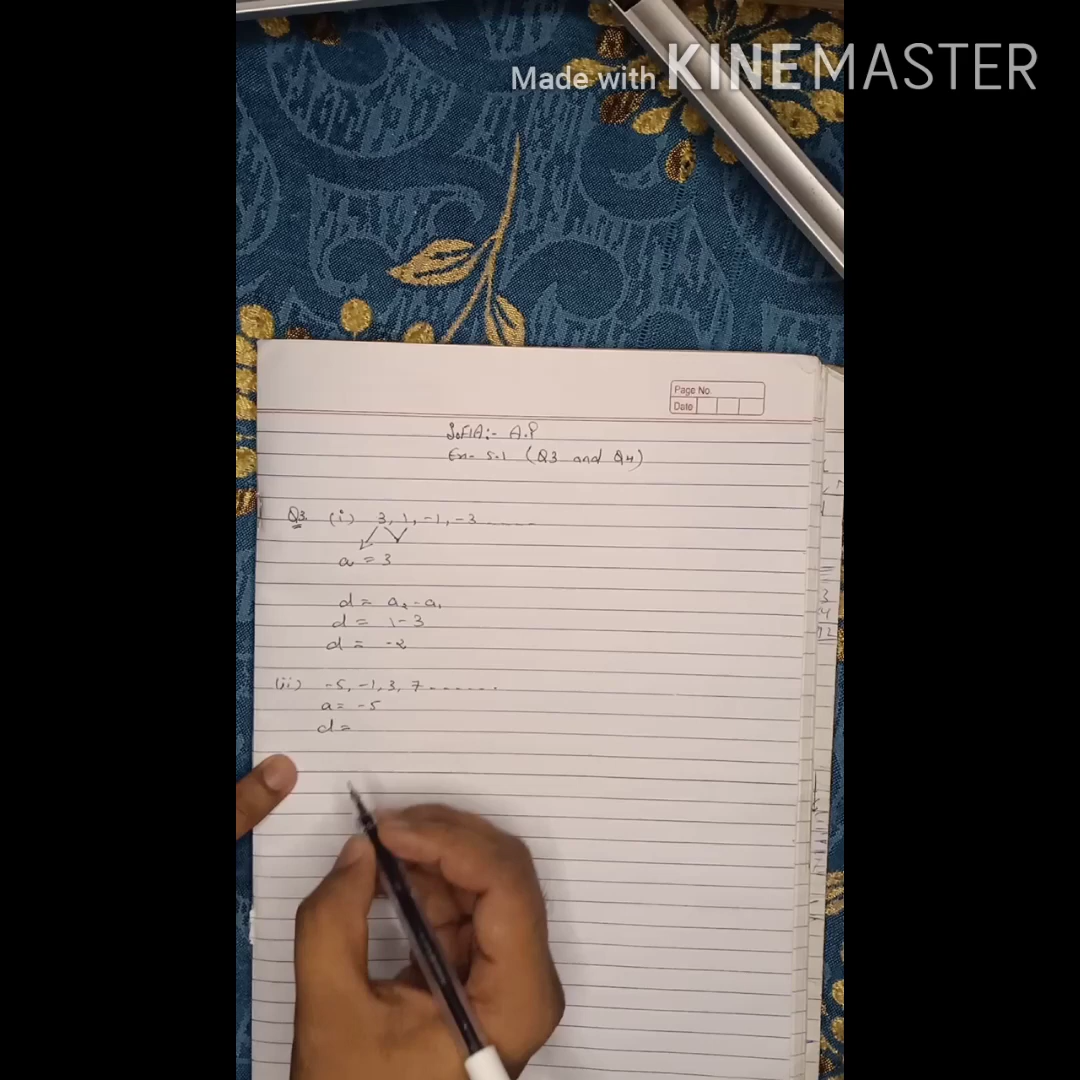 Made with KINEMASTER
Page No.
Date
A.P
Ex- 5.1 (Q3 and Q4)
Q3. (i) 3, 1, -1, -3 ........
a = 3
d = a₂ - a₁
d = 1-3
d = -2
(ii) -5, -1, 3, 7 .......
a = -5
d =